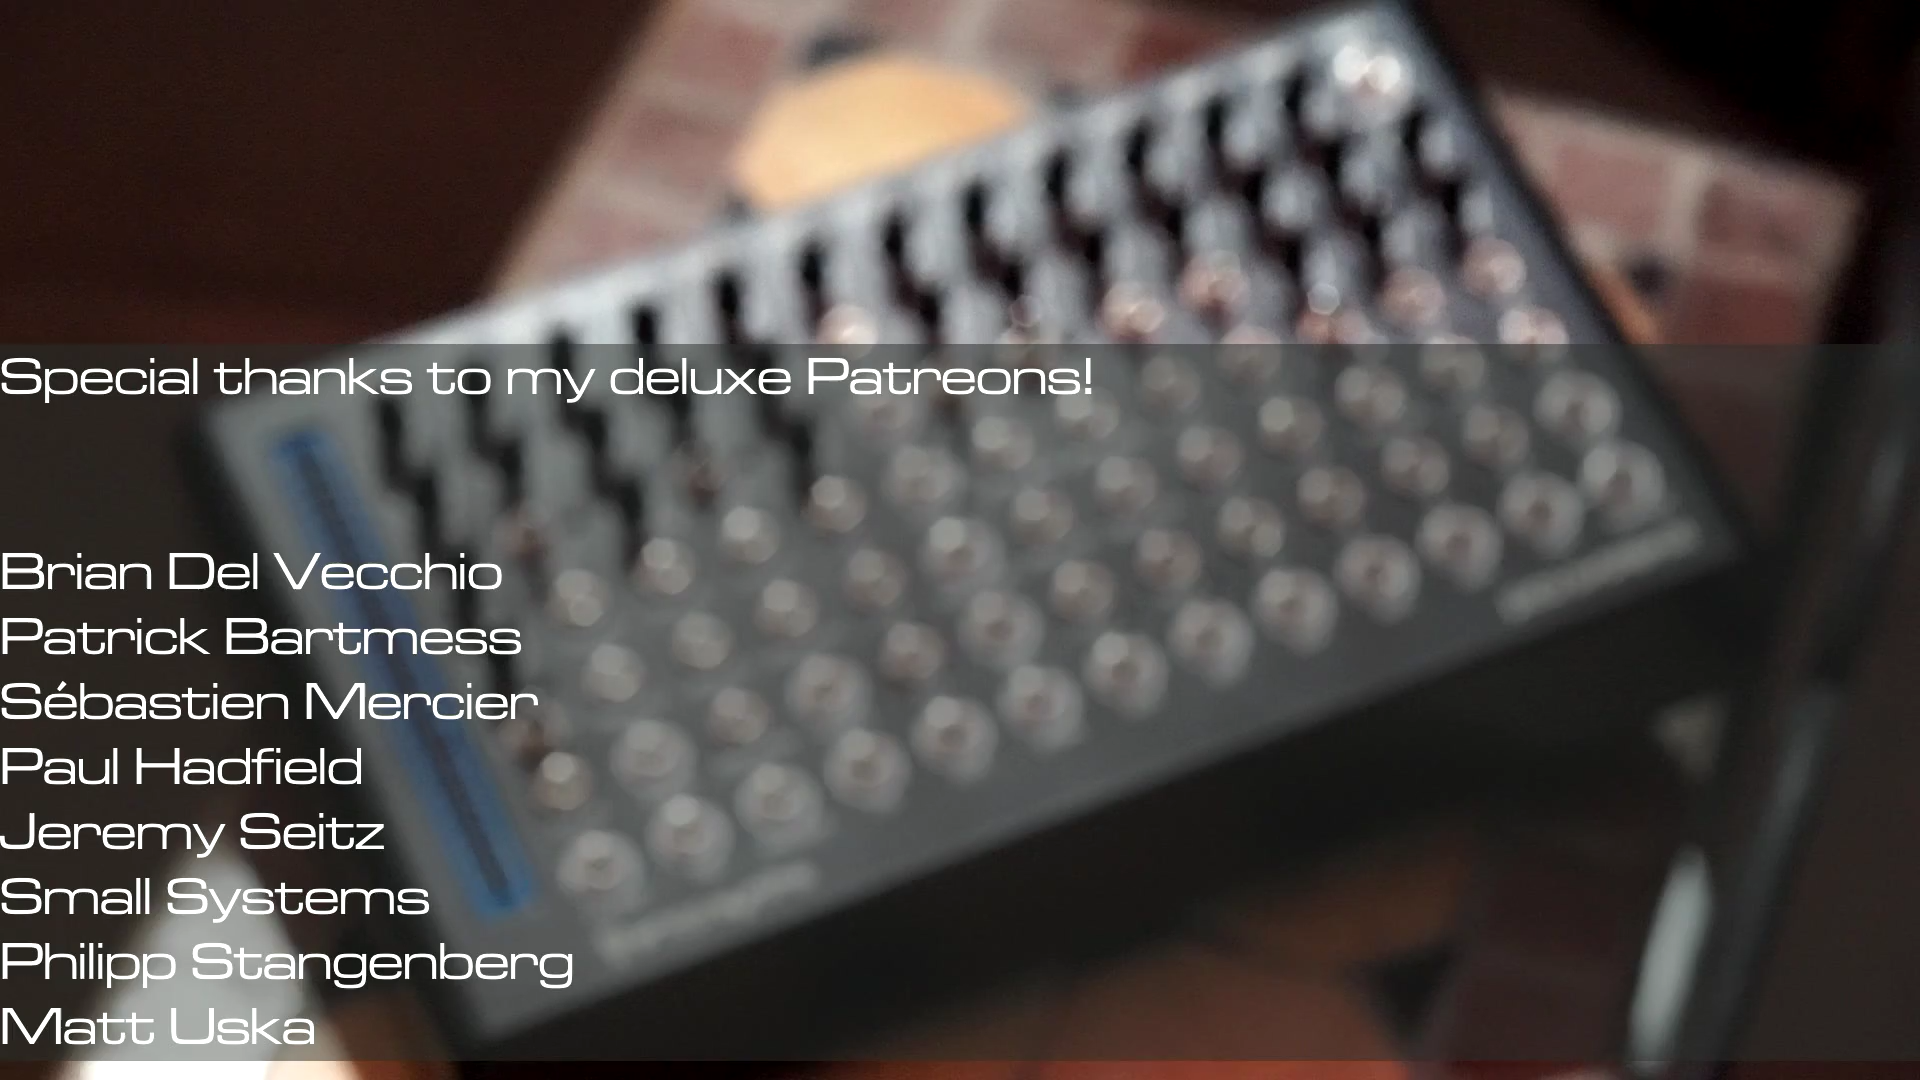 Special thanks to my deluxe Patreons!
Brian Del Vecchio
Patrick Bartmess
Sébastien Mercier
Paul Hadfield
Jeremy Seitz
Small Systems
Philipp Stangenberg
Matt Uska